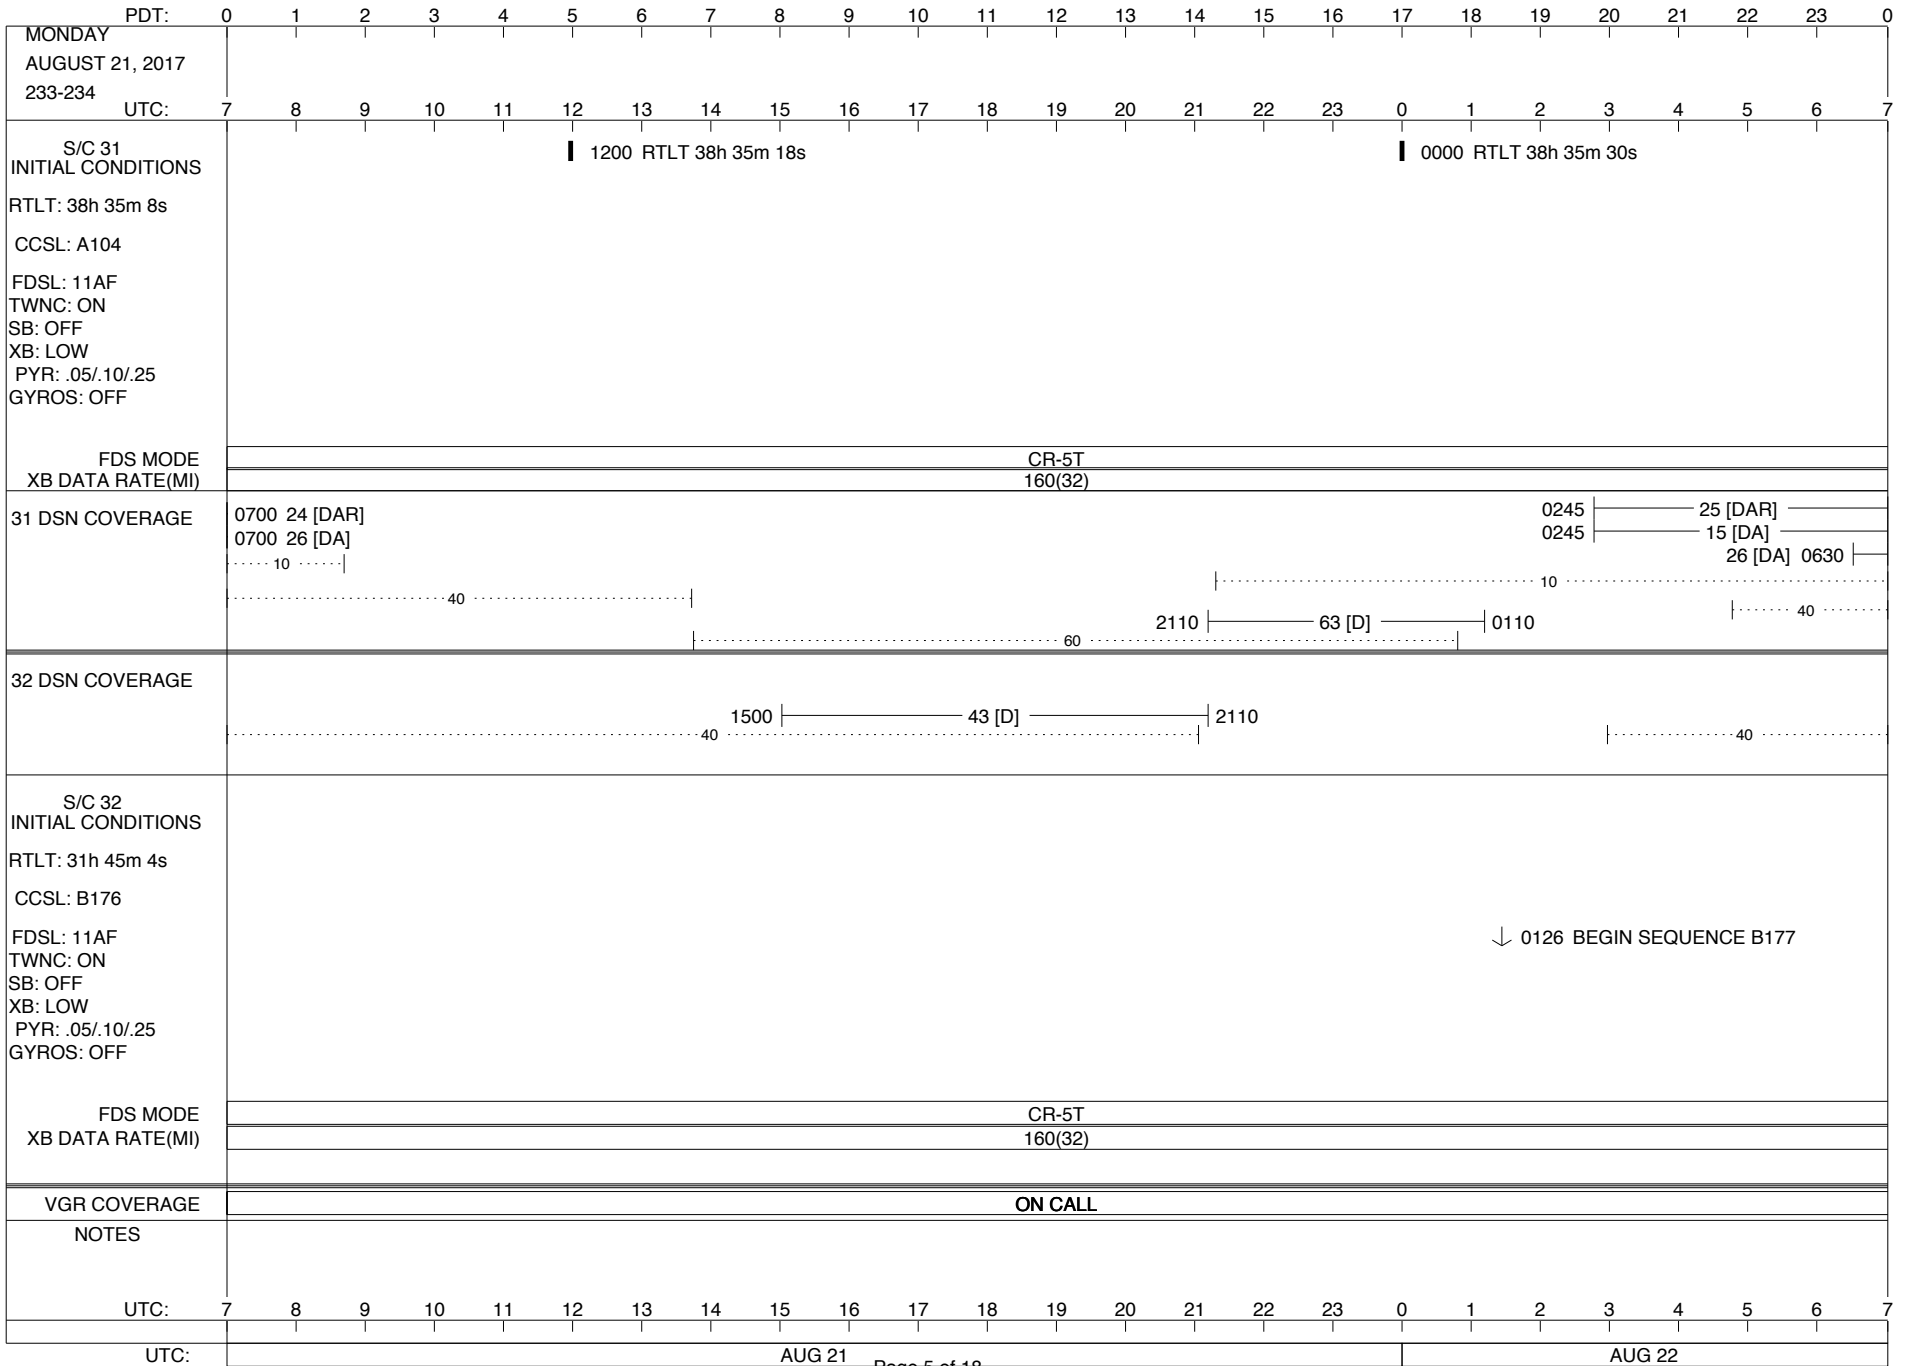 PDT: 0 1 2 3 4 5 6 7 8 9 10 11 12 13 14 15 16 17 18 19 20 21 22 23 0
MONDAY
AUGUST 21, 2017
233-234
UTC: 7 8 9 10 11 12 13 14 15 16 17 18 19 20 21 22 23 0 1 2 3 4 5 6 7
S/C 31
INITIAL CONDITIONS
1200 RTLT 38h 35m 18s
0000 RTLT 38h 35m 30s
RTLT: 38h 35m 8s
CCSL: A104
FDSL: 11AF
TWNC: ON
SB: OFF
XB: LOW
PYR: .05/.10/.25
GYROS: OFF
FDS MODE CR-5T
XB DATA RATE(MI) 160(32)
31 DSN COVERAGE
0700 24 [DAR]
0700 26 [DA]
10
40
60
2110 63 [D] 0110
0245 25 [DAR]
0245 15 [DA]
26 [DA] 0630
10
40
32 DSN COVERAGE
1500 43 [D] 2110
40 40
S/C 32
INITIAL CONDITIONS
RTLT: 31h 45m 4s
CCSL: B176
FDSL: 11AF
0126 BEGIN SEQUENCE B177
TWNC: ON
SB: OFF
XB: LOW
PYR: .05/.10/.25
GYROS: OFF
FDS MODE CR-5T
XB DATA RATE(MI) 160(32)
VGR COVERAGE ON CALL
NOTES
UTC: 7 8 9 10 11 12 13 14 15 16 17 18 19 20 21 22 23 0 1 2 3 4 5 6 7
UTC: AUG 21 AUG 22
Page 5 of 18